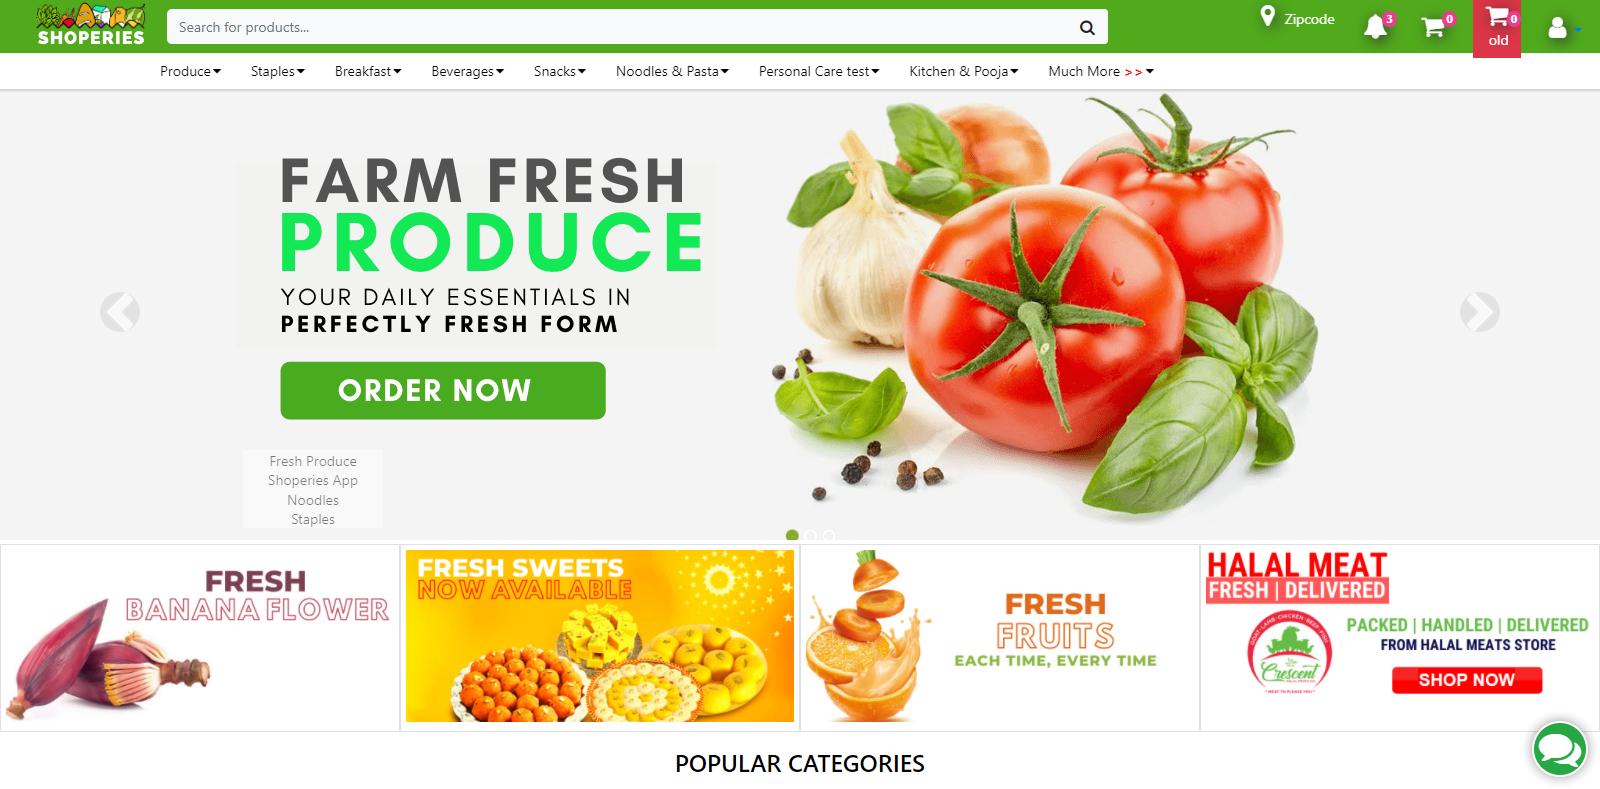 SHOPERIES
Search for products...
Zipcode
3
0
0
old
Produce
Staples
Breakfast
Beverages
Snacks
Noodles & Pasta
Personal Care test
Kitchen & Pooja
Much More >>
FARM FRESH
PRODUCE
YOUR DAILY ESSENTIALS IN
PERFECTLY FRESH FORM
ORDER NOW
Fresh Produce
Shoperies App
Noodles
Staples
FRESH
BANANA FLOWER
FRESH SWEETS
NOW AVAILABLE
FRESH
FRUITS
EACH TIME, EVERY TIME
HALAL MEAT
FRESH | DELIVERED
PACKED | HANDLED | DELIVERED
FROM HALAL MEATS STORE
Crescent
SHOP NOW
POPULAR CATEGORIES